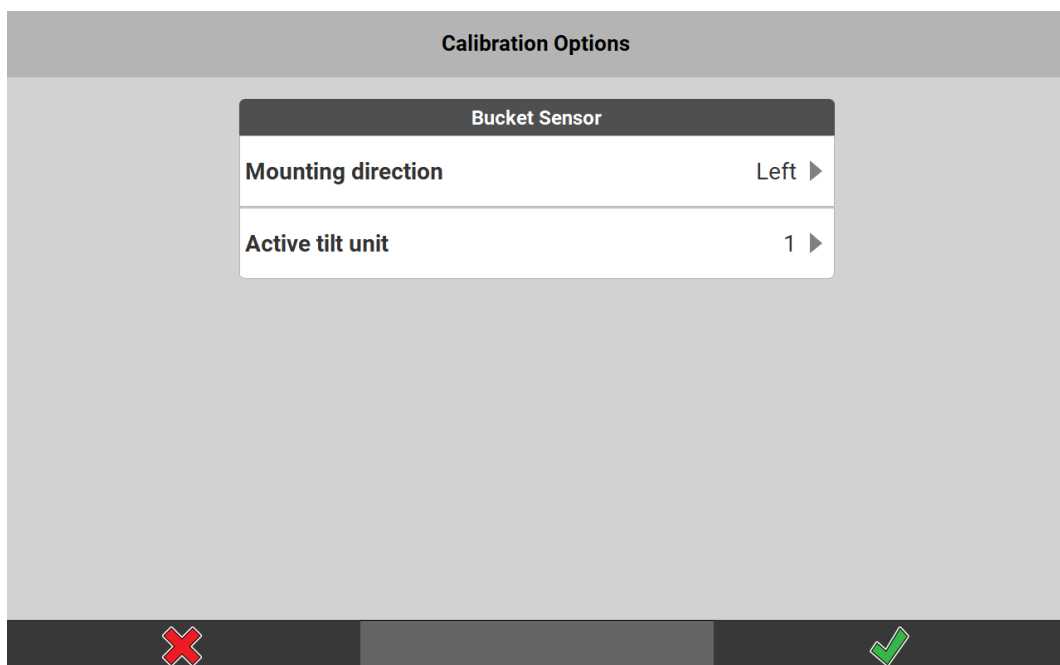 Calibration Options
Bucket Sensor
Mounting direction Left
Active tilt unit 1